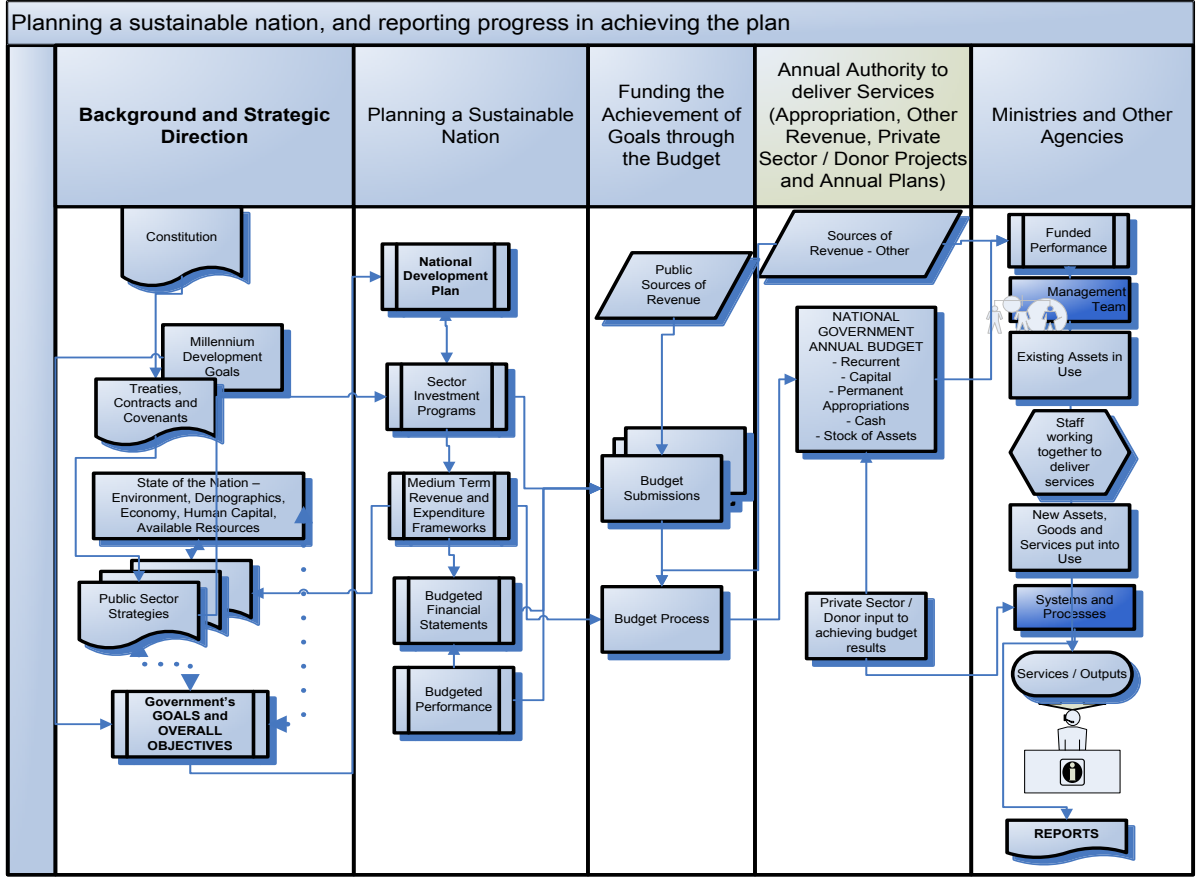 Planning a sustainable nation, and reporting progress in achieving the plan
Background and Strategic
Direction
Planning a Sustainable
Nation
Funding the
Achievement of
Goals through
the Budget
Annual Authority to
deliver Services
(Appropriation, Other
Revenue, Private
Sector / Donor Projects
and Annual Plans)
Ministries and Other
Agencies
Constitution
Millennium
Development
Goals
Treaties,
Contracts and
Covenants
State of the Nation –
Environment, Demographics,
Economy, Human Capital,
Available Resources
Public Sector
Strategies
Government's
GOALS and
OVERALL
OBJECTIVES
National
Development
Plan
Sector
Investment
Programs
Medium Term
Revenue and
Expenditure
Frameworks
Budgeted
Financial
Statements
Budgeted
Performance
Public
Sources of
Revenue
Budget
Submissions
Budget Process
Sources of
Revenue - Other
NATIONAL
GOVERNMENT
ANNUAL BUDGET
- Recurrent
- Capital
- Permanent
Appropriations
- Cash
- Stock of Assets
Private Sector /
Donor input to
achieving budget
results
Funded
Performance
Management
Team
Existing Assets in
Use
Staff
working
together to
deliver
services
New Assets,
Goods and
Services put into
Use
Systems and
Processes
Services / Outputs
i
REPORTS